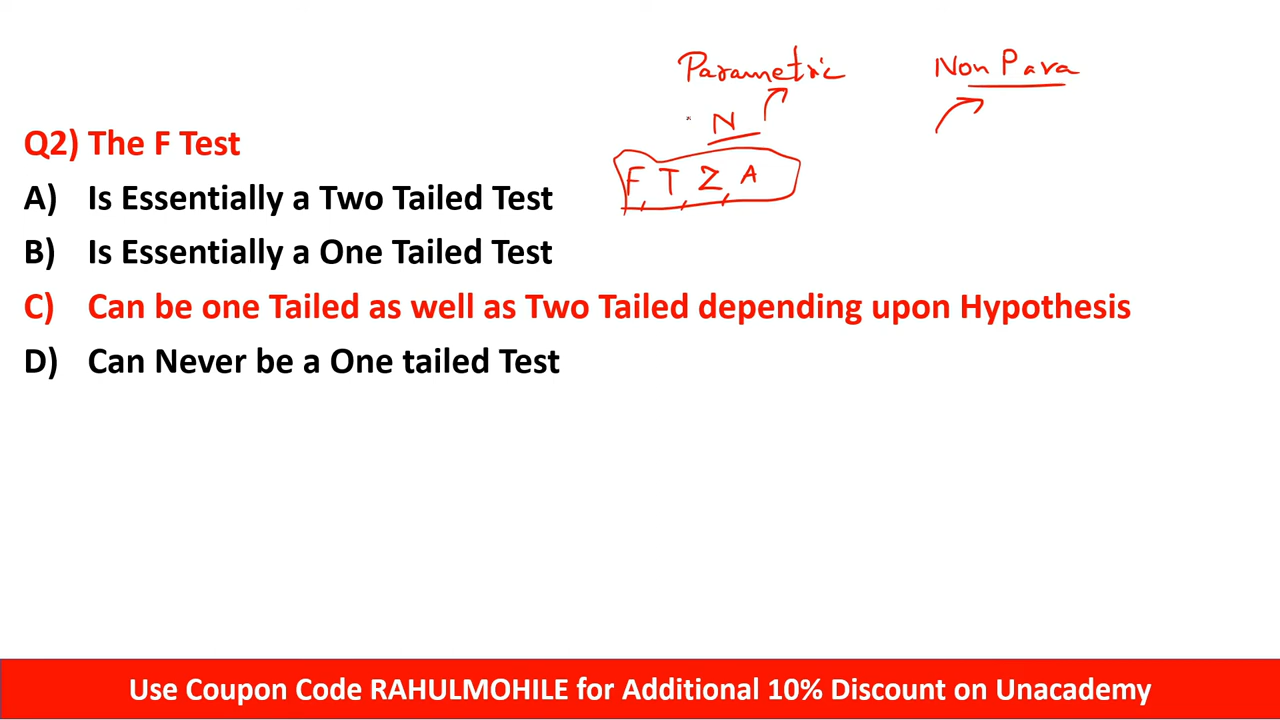 Parametric Non Para
N
F T Z A
Q2) The F Test
A) Is Essentially a Two Tailed Test
B) Is Essentially a One Tailed Test
C) Can be one Tailed as well as Two Tailed depending upon Hypothesis
D) Can Never be a One tailed Test
Use Coupon Code RAHULMOHILE for Additional 10% Discount on Unacademy